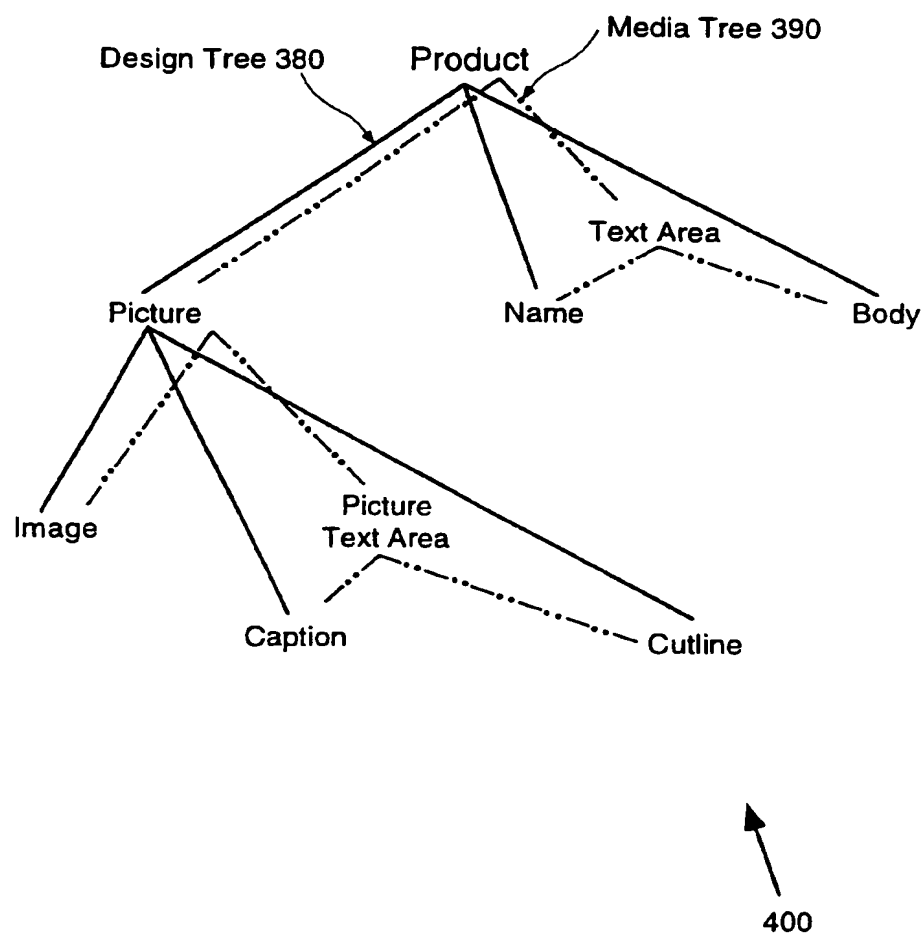 Media Tree 390
Design Tree 380
Product
Text Area
Picture
Name
Body
Picture
Text Area
Image
Caption
Cutline
400